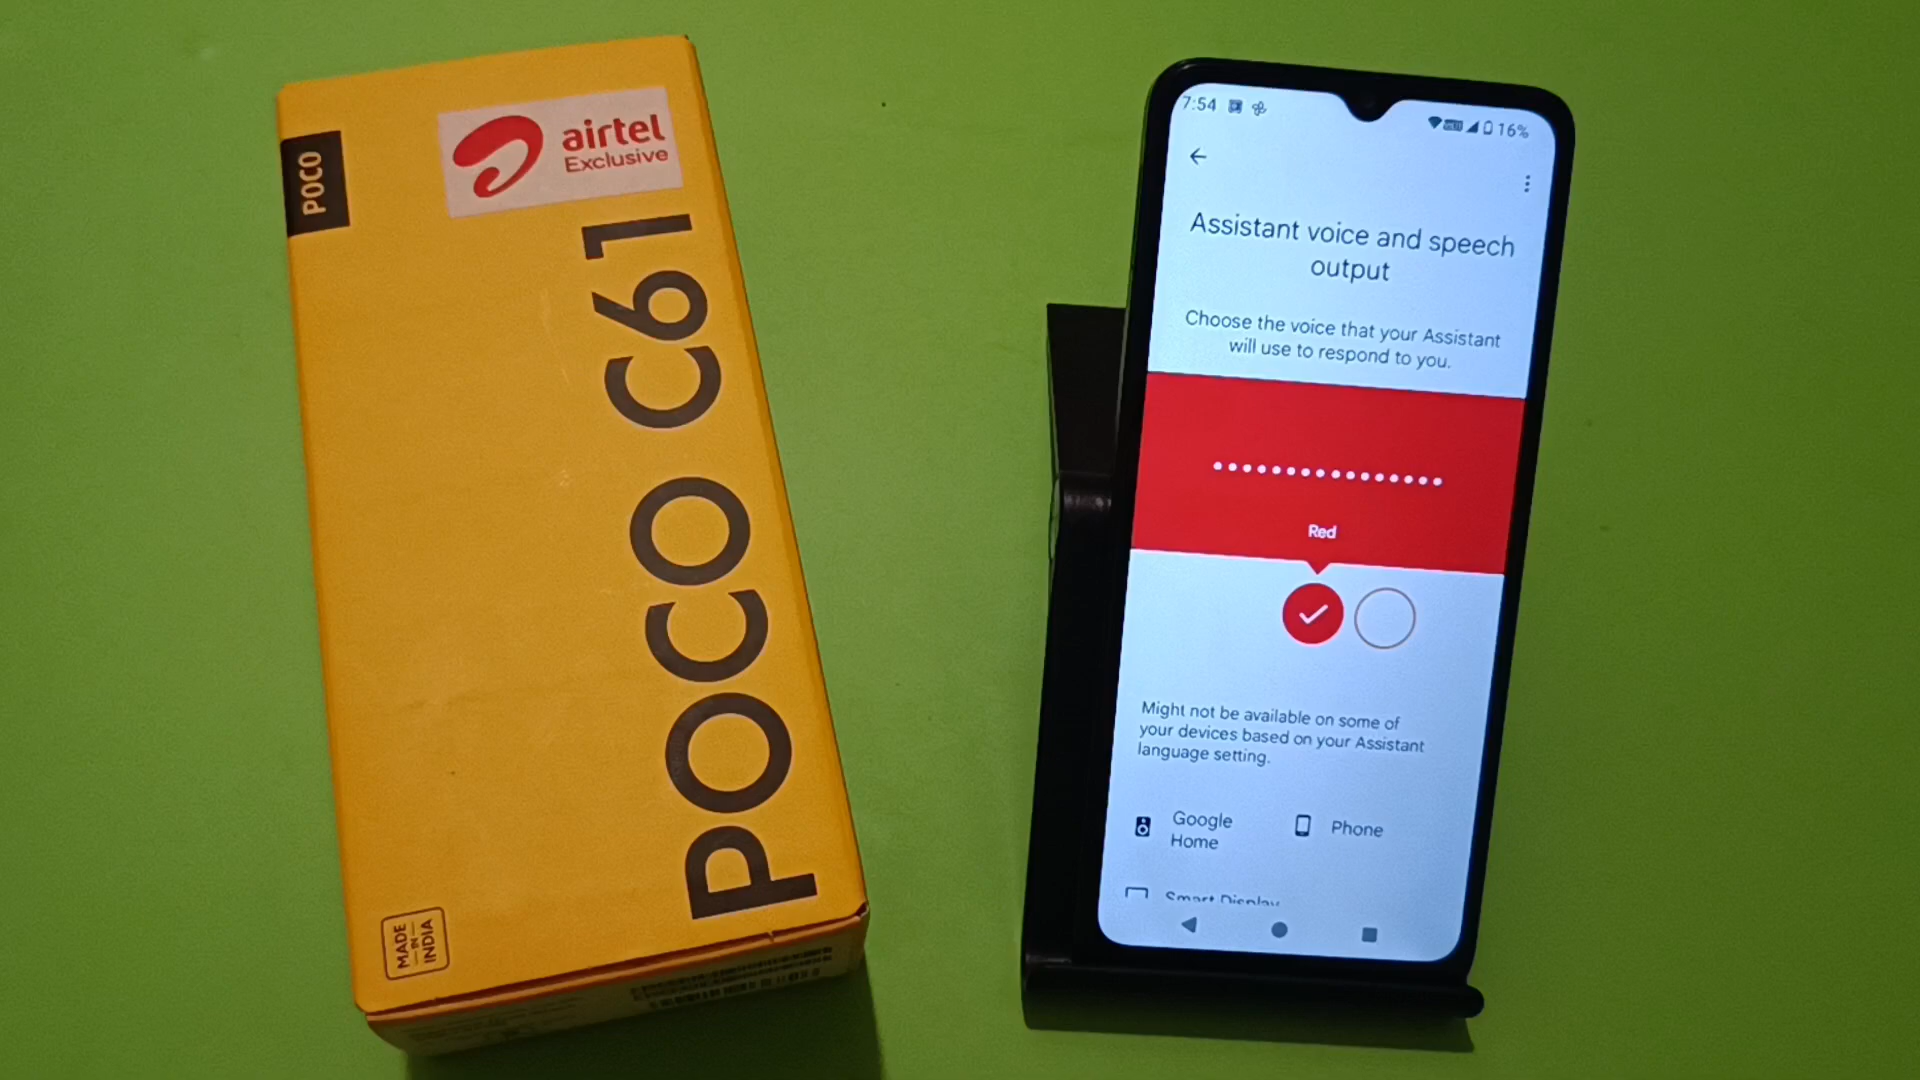 POCO
airtel
Exclusive
POCO C61
MADE
IN
INDIA
7:54
16%
Assistant voice and speech
output
Choose the voice that your Assistant
will use to respond to you.
Red
Might not be available on some of
your devices based on your Assistant
language setting.
Google
Home
Phone
Smart Display